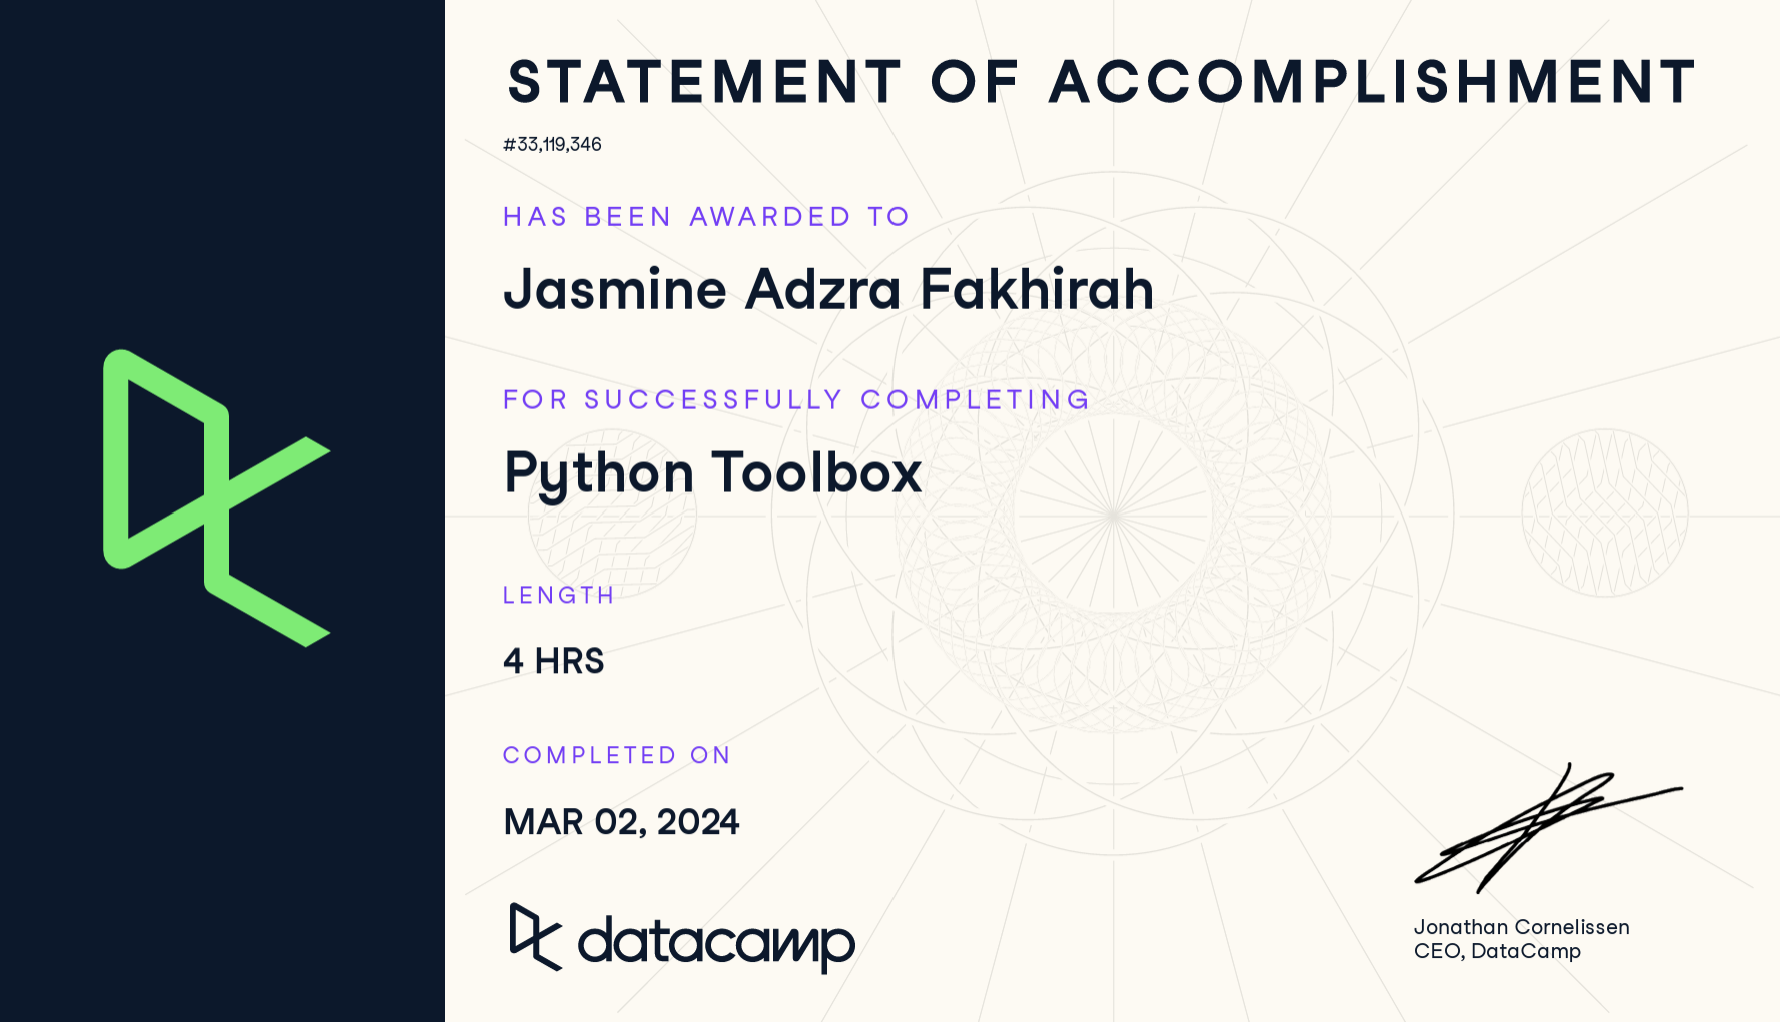 STATEMENT OF ACCOMPLISHMENT
#33,119,346
HAS BEEN AWARDED TO
Jasmine Adzra Fakhirah
FOR SUCCESSFULLY COMPLETING
Python Toolbox
LENGTH
4 HRS
COMPLETED ON
MAR 02, 2024
datacamp
Jonathan Cornelissen
CEO, DataCamp